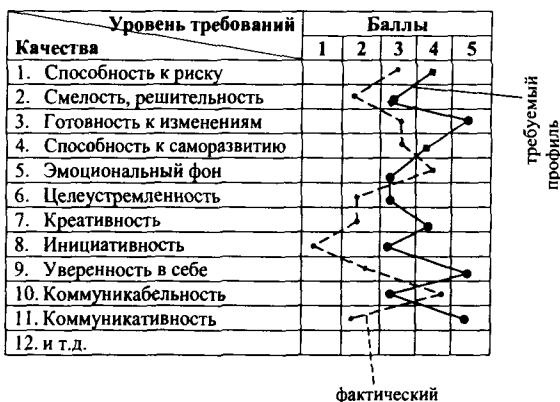 Уровень требований
Баллы
Качества
1 2 3 4 5
1. Способность к риску
2. Смелость, решительность
3. Готовность к изменениям
4. Способность к саморазвитию
5. Эмоциональный фон
6. Целеустремленность
7. Креативность
8. Инициативность
9. Уверенность в себе
10. Коммуникабельность
11. Коммуникативность
12. и т.д.
требуемый
профиль
фактический